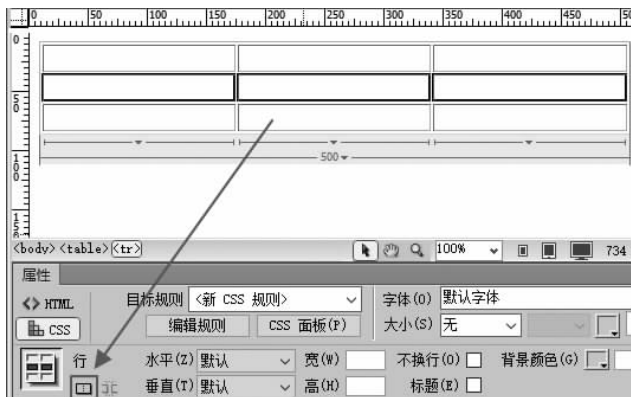 0 50 100 150 200 250 300 350 400 450
0
50
100
500
<body> <table> <tr>
100%
734
属性
<> HTML
目标规则 <新 CSS 规则>
字体(O) 默认字体
CSS
编辑规则
CSS 面板(P)
大小(S) 无
行
水平(Z) 默认
宽(W)
不换行(O)
背景颜色(G)
垂直(T) 默认
高(H)
标题(E)